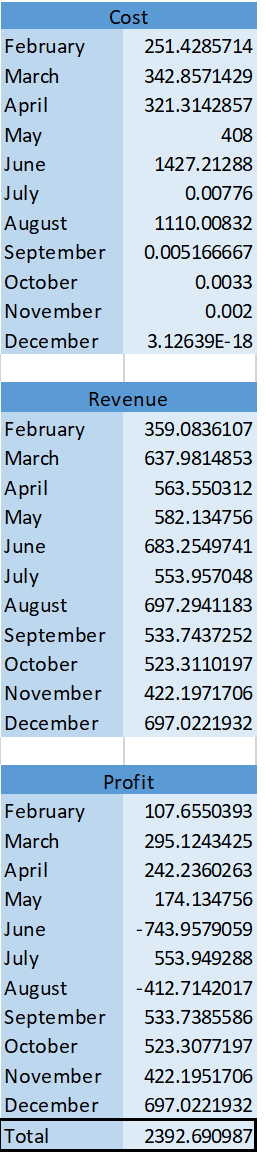 Cost
February 251.4285714
March 342.8571429
April 321.3142857
May 408
June 1427.21288
July 0.00776
August 1110.00832
September 0.005166667
October 0.0033
November 0.002
December 3.12639E-18
Revenue
February 359.0836107
March 637.9814853
April 563.550312
May 582.134756
June 683.2549741
July 553.957048
August 697.2941183
September 533.7437252
October 523.3110197
November 422.1971706
December 697.0221932
Profit
February 107.6550393
March 295.1243425
April 242.2360263
May 174.134756
June -743.9579059
July 553.949288
August -412.7142017
September 533.7385586
October 523.3077197
November 422.1951706
December 697.0221932
Total 2392.690987